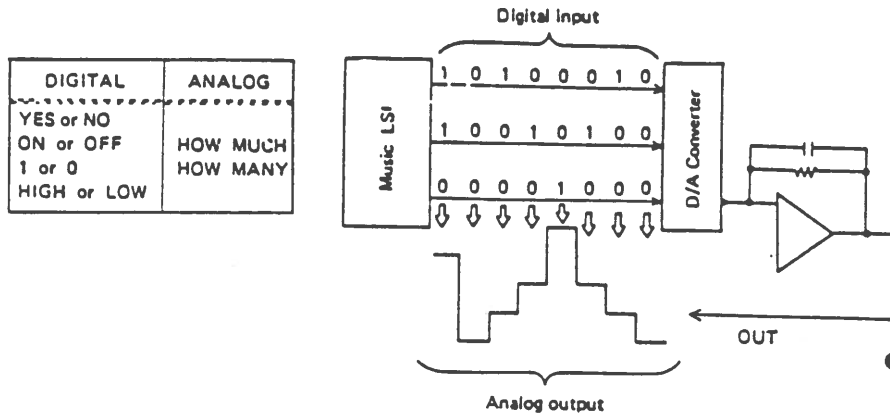 Digital input
DIGITAL ANALOG
YES or NO
ON or OFF HOW MUCH
1 or 0 HOW MANY
HIGH or LOW
Music LSI
1 0 1 0 0 0 1 0
1 0 0 1 0 1 0 0
0 0 0 0 1 0 0 0
D/A Converter
OUT
Analog output